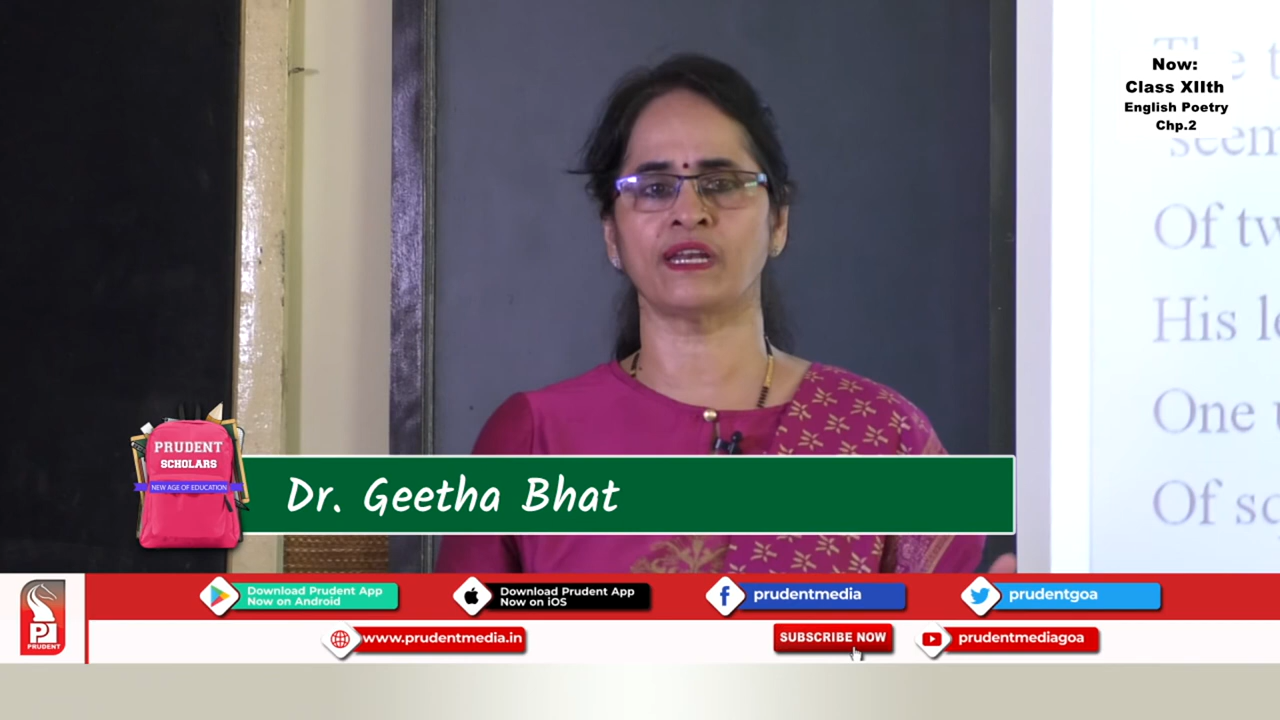 Now:
Class XIIth
English Poetry
Chp.2
Of
His
One
Of
PRUDENT
SCHOLARS
NEW AGE OF EDUCATION
Dr. Geetha Bhat
Download Prudent App
Now on Android
Download Prudent App
Now on iOS
prudentmedia
prudentgoa
PRUDENT
www.prudentmedia.in
SUBSCRIBE NOW
prudentmediagoa